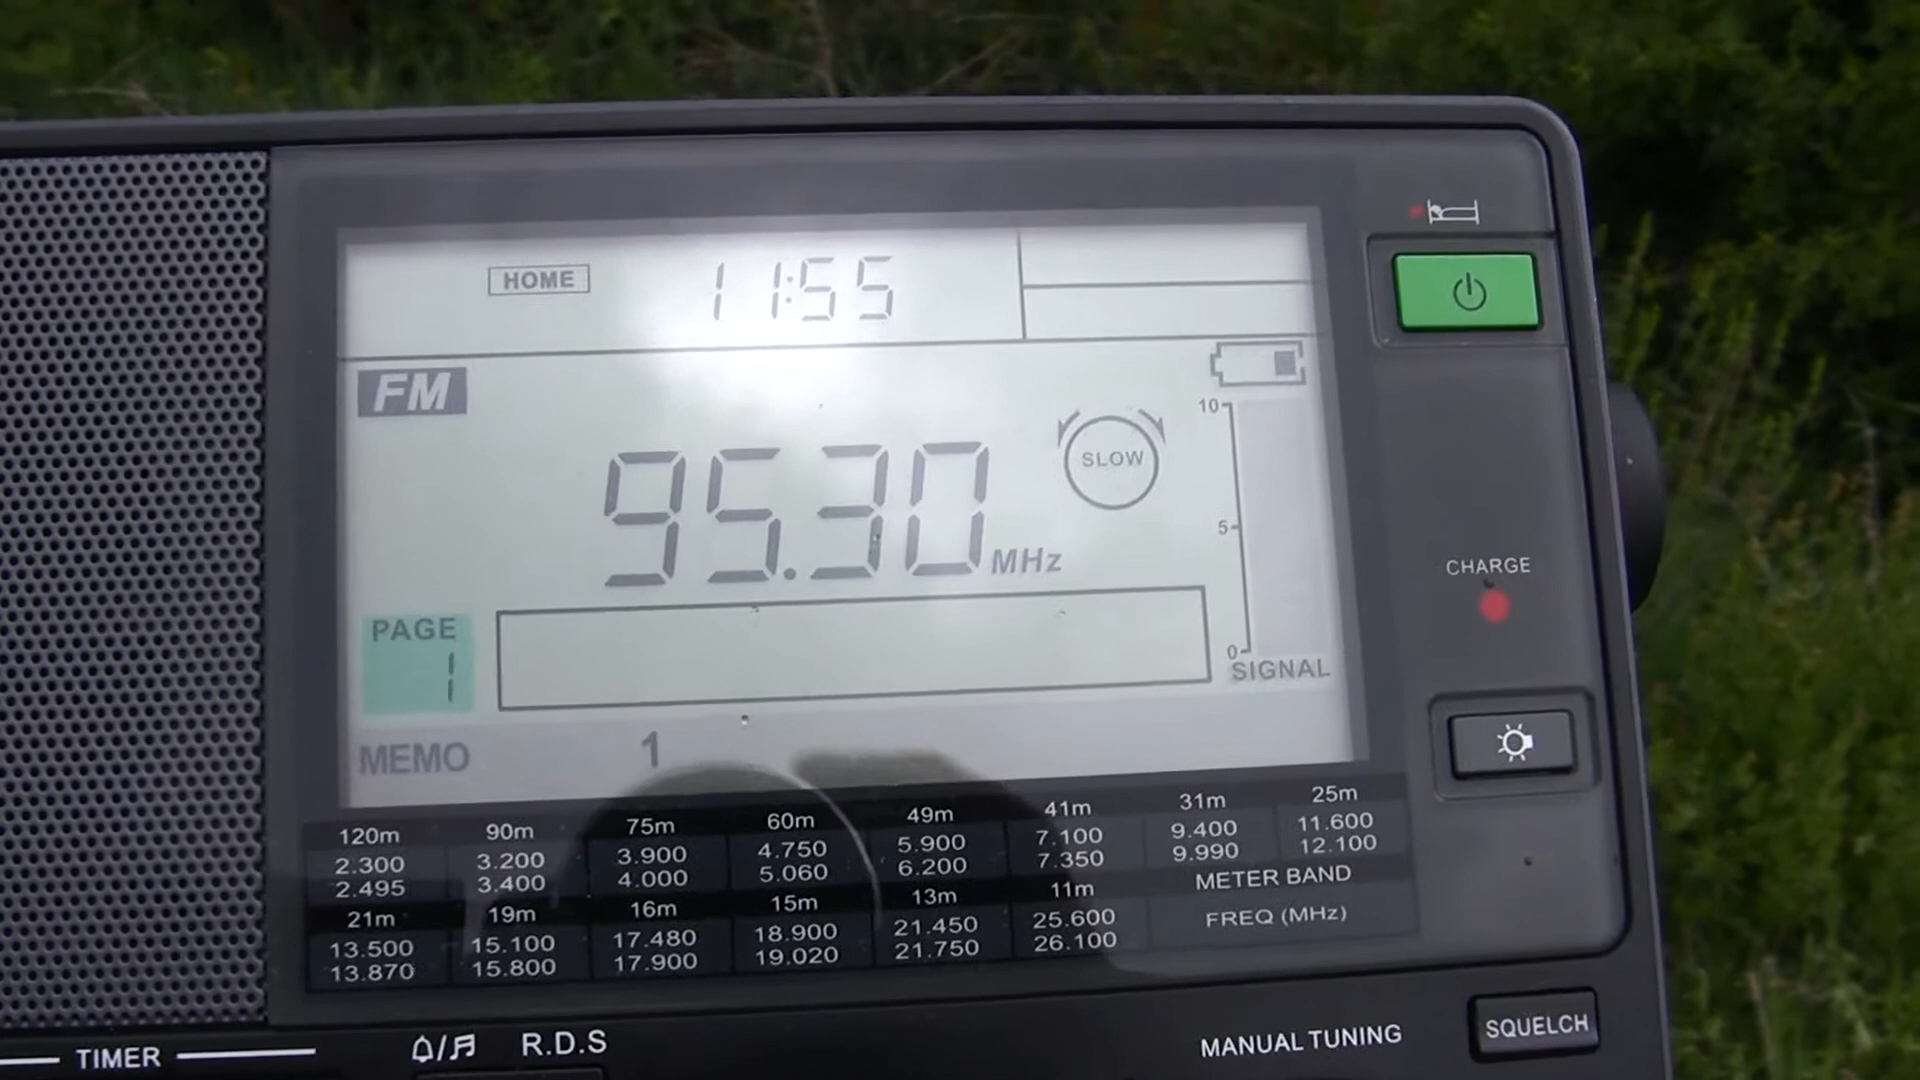 HOME 11:55
FM
10
SLOW
95.30 MHz
5
PAGE
1
0
SIGNAL
MEMO 1
CHARGE
120m 90m 75m 60m 49m 41m 31m 25m
2.300 3.200 3.900 4.750 5.900 7.100 9.400 11.600
2.495 3.400 4.000 5.060 6.200 7.350 9.990 12.100
21m 19m 16m 15m 13m 11m METER BAND
13.500 15.100 17.480 18.900 21.450 25.600 FREQ (MHz)
13.870 15.800 17.900 19.020 21.750 26.100
TIMER R.D.S MANUAL TUNING SQUELCH